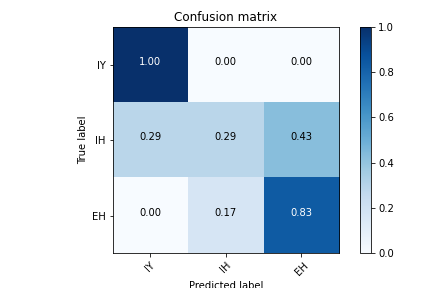 Confusion matrix
IY 1.00 0.00 0.00 1.0
0.8
True label IH 0.29 0.29 0.43 0.6
0.4
EH 0.00 0.17 0.83 0.2
0.0
IY IH EH
Predicted label